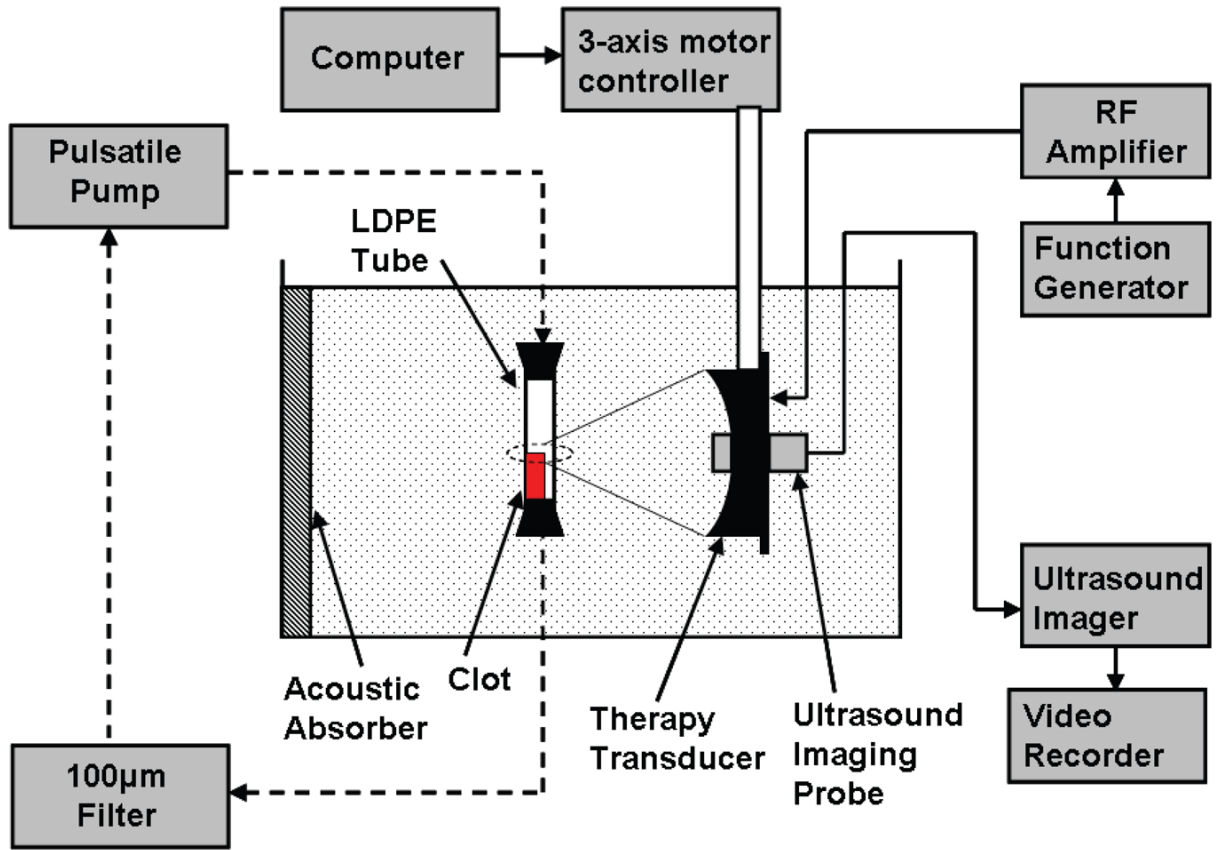 Computer
3-axis motor
controller
Pulsatile
Pump
RF
Amplifier
LDPE
Tube
Function
Generator
Ultrasound
Imager
Acoustic
Absorber
Clot
Therapy
Transducer
Ultrasound
Imaging
Probe
Video
Recorder
100μm
Filter